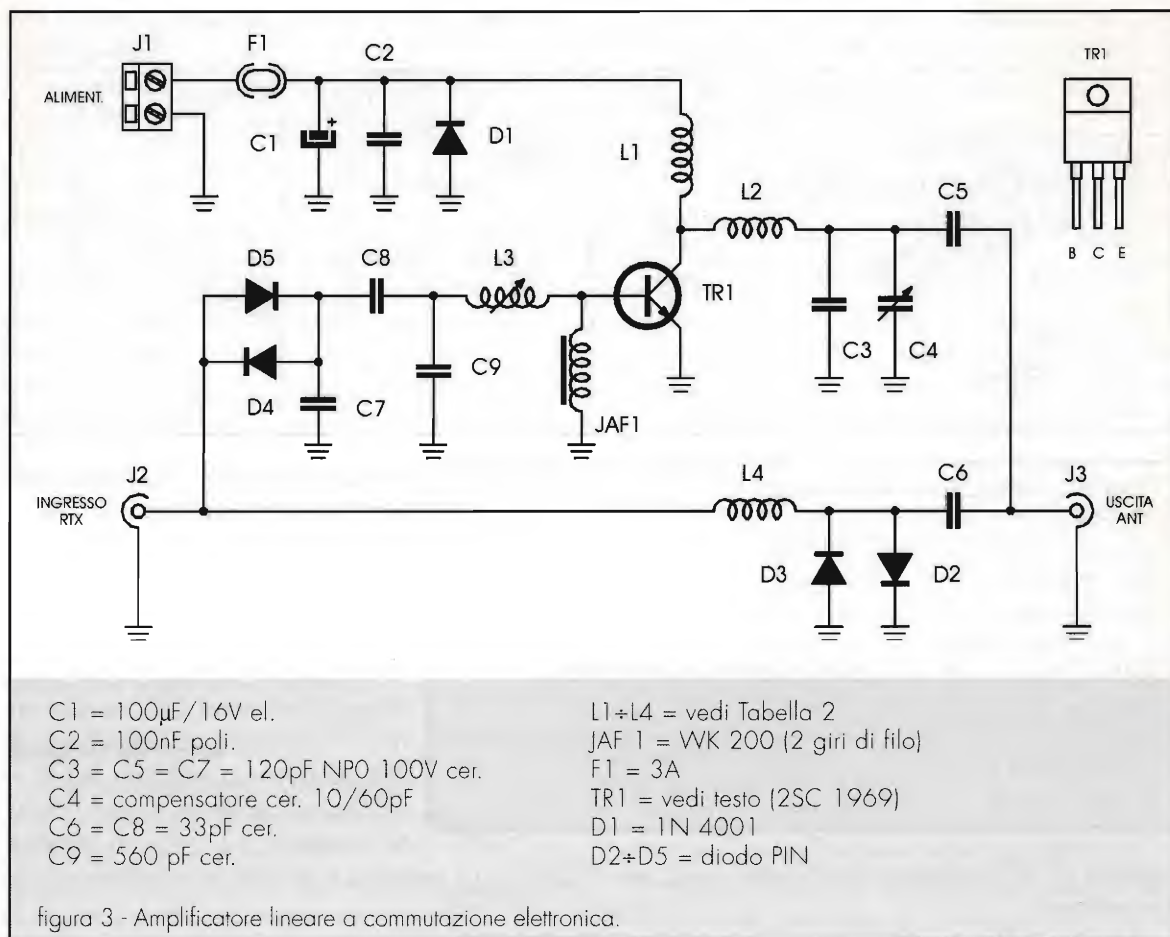 J1
F1
C2
TR1
ALIMENT.
C1
+
D1
L1
L2
C5
B C E
D5
C8
L3
TR1
D4
C7
C9
JAF1
C3
C4
J2
INGRESSO
RTX
L4
C6
J3
USCITA
ANT
D3
D2
C1 = 100µF/16V el.
C2 = 100nF poli.
C3 = C5 = C7 = 120pF NP0 100V cer.
C4 = compensatore cer. 10/60pF
C6 = C8 = 33pF cer.
C9 = 560 pF cer.
L1÷L4 = vedi Tabella 2
JAF 1 = WK 200 (2 giri di filo)
F1 = 3A
TR1 = vedi testo (2SC 1969)
D1 = 1N 4001
D2÷D5 = diodo PIN
figura 3 - Amplificatore lineare a commutazione elettronica.